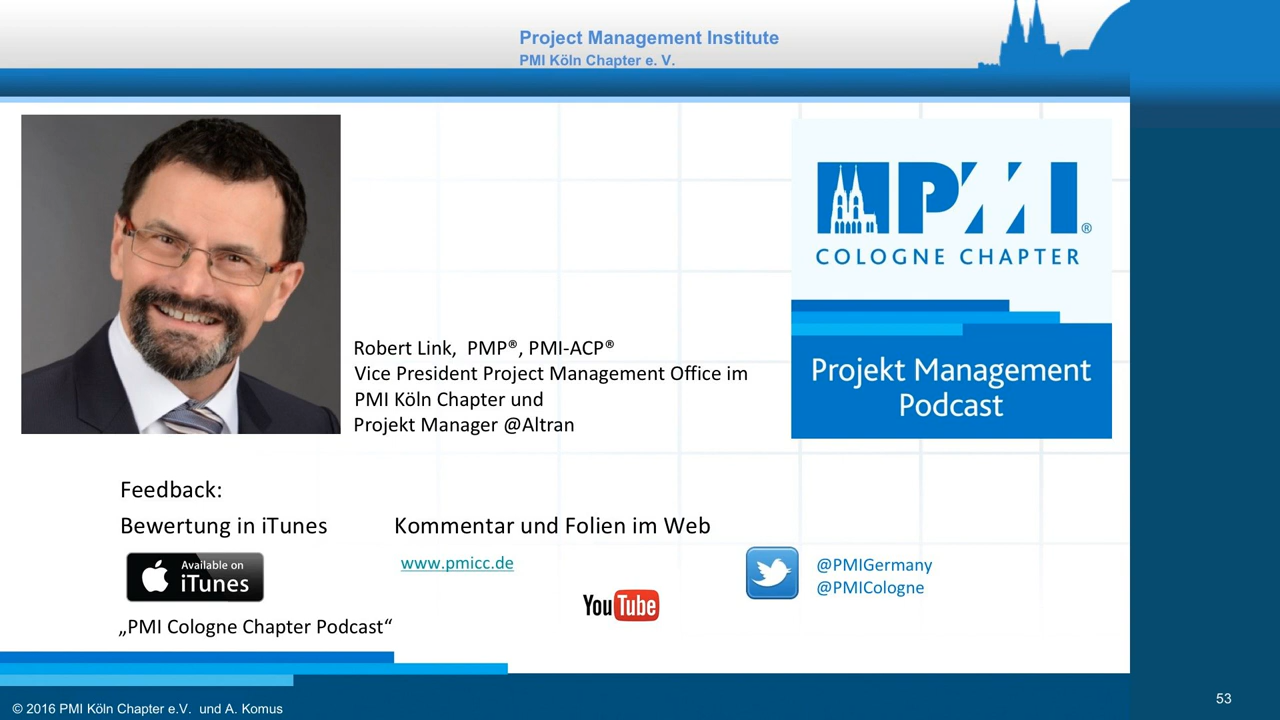 Project Management Institute
PMI Köln Chapter e. V.
PMI®
COLOGNE CHAPTER
Projekt Management
Podcast
Robert Link, PMP®, PMI-ACP®
Vice President Project Management Office im
PMI Köln Chapter und
Projekt Manager @Altran
Feedback:
Bewertung in iTunes
Kommentar und Folien im Web
Available on
iTunes
www.pmicc.de
YouTube
@PMIGermany
@PMICologne
„PMI Cologne Chapter Podcast“
© 2016 PMI Köln Chapter e.V. und A. Komus
53